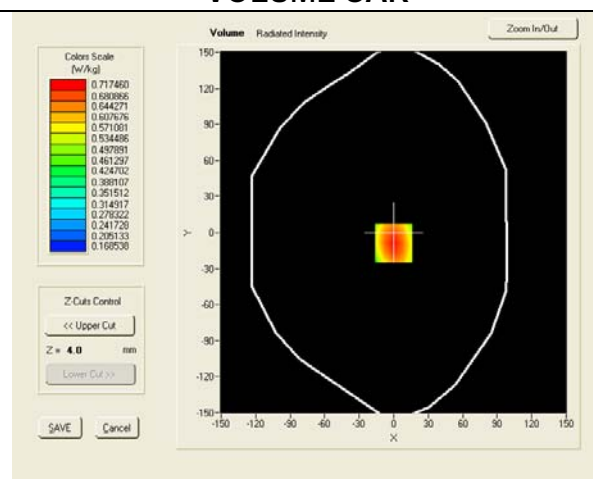 VOLUME SAR
Volume Radiated Intensity
Zoom In/Out
Colors Scale
(W/kg)
0.717460
0.680866
0.644271
0.607676
0.571081
0.534486
0.497891
0.461297
0.424702
0.388107
0.351512
0.314917
0.278322
0.241728
0.205133
0.168538
Z-Cuts Control
<< Upper Cut
Z = 4.0 mm
Lower Cut >>
SAVE Cancel
150
120
90
60
30
0
-30
-60
-90
-120
-150
Y
-150 -120 -90 -60 -30 0 30 60 90 120 150
X